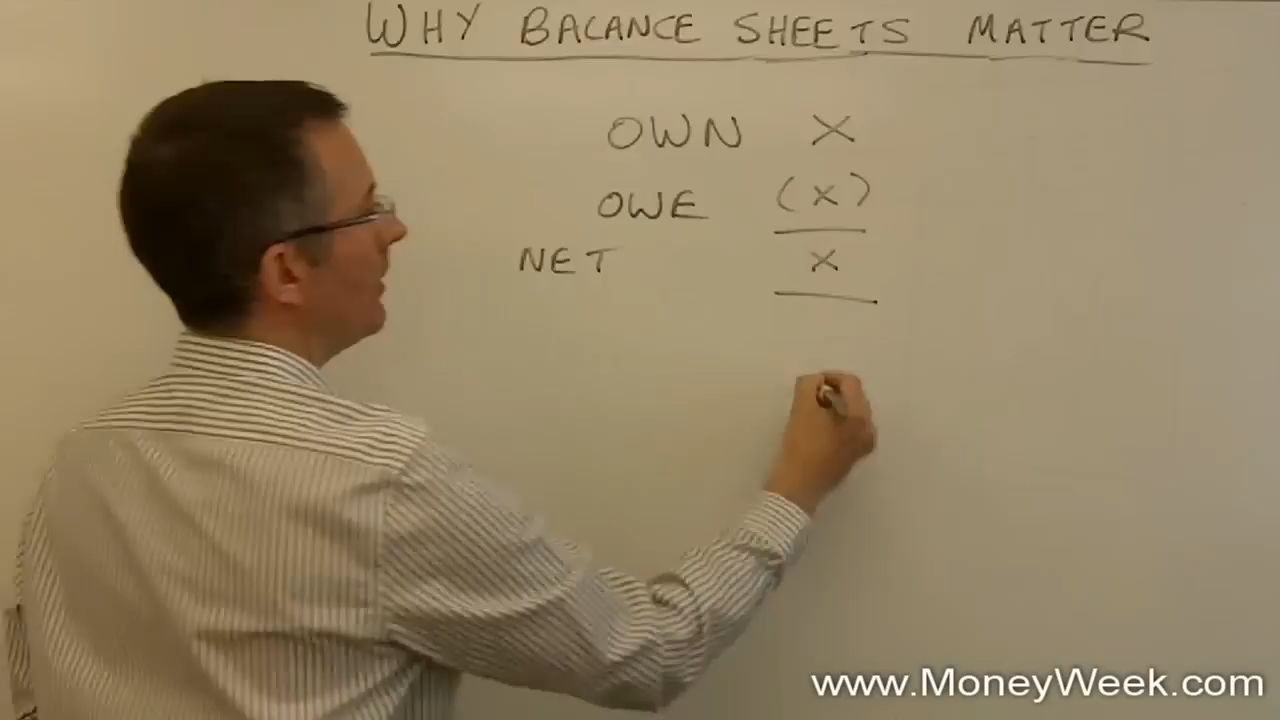 WHY BALANCE SHEETS MATTER
OWN X
OWE (X)
NET X
www.MoneyWeek.com